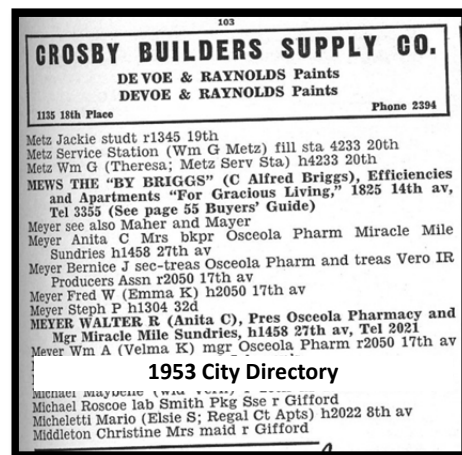 103
CROSBY BUILDERS SUPPLY CO.
DE VOE & RAYNOLDS Paints
DEVOE & RAYNOLDS Paints
1135 18th Place Phone 2394
Metz Jackie studt r1345 19th
Metz Service Station (Wm G Metz) fill sta 4233 20th
Metz Wm G (Theresa; Metz Serv Sta) h4233 20th
MEWS THE "BY BRIGGS" (C Alfred Briggs), Efficiencies
and Apartments "For Gracious Living," 1825 14th av,
Tel 3355 (See page 55 Buyers' Guide)
Meyer see also Maher and Mayer
Meyer Anita C Mrs bkpr Osceola Pharm Miracle Mile
Sundries h1458 27th av
Meyer Bernice J sec-treas Osceola Pharm and treas Vero IR
Producers Assn r2050 17th av
Meyer Fred W (Emma K) h2050 17th av
Meyer Steph P h1304 32d
MEYER WALTER R (Anita C), Pres Osceola Pharmacy and
Mgr Miracle Mile Sundries, h1458 27th av, Tel 2021
Meyer Wm A (Velma K) mgr Osceola Pharm r2050 17th av
1953 City Directory
Michael Maybelle
Michael Roscoe lab Smith Pkg Sse r Gifford
Micheletti Mario (Elsie S; Regal Ct Apts) h2022 8th av
Middleton Christine Mrs maid r Gifford